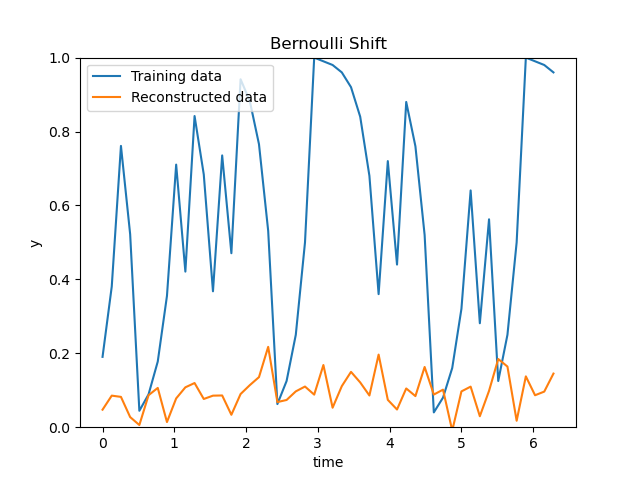 Bernoulli Shift
Training data
Reconstructed data
1.0
0.8
0.6
0.4
0.2
0.0
y
0 1 2 3 4 5 6
time